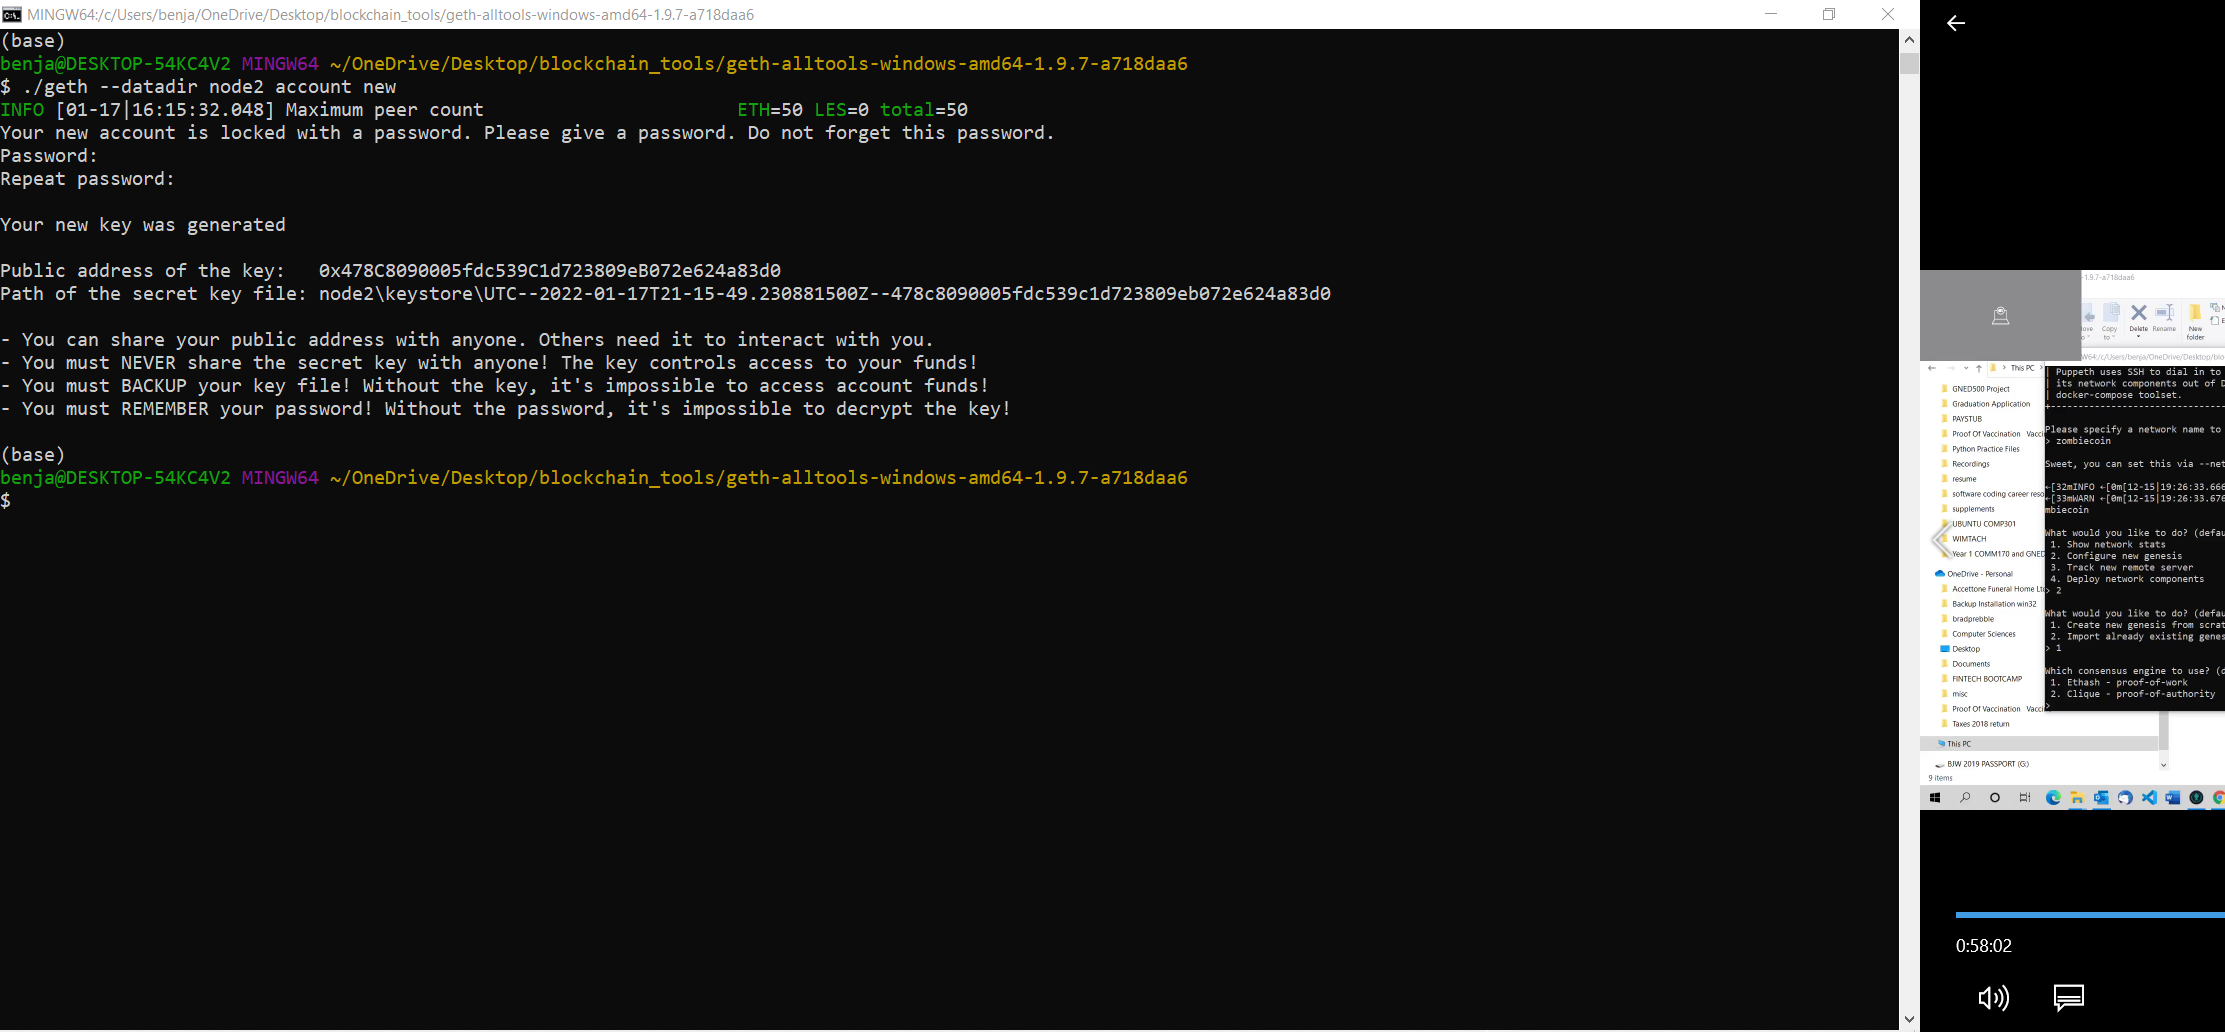 MINGW64:/c/Users/benja/OneDrive/Desktop/blockchain_tools/geth-alltools-windows-amd64-1.9.7-a718daa6
(base)
benja@DESKTOP-54KC4V2 MINGW64 ~/OneDrive/Desktop/blockchain_tools/geth-alltools-windows-amd64-1.9.7-a718daa6
$ ./geth --datadir node2 account new
INFO [01-17|16:15:32.048] Maximum peer count                       ETH=50 LES=0 total=50
Your new account is locked with a password. Please give a password. Do not forget this password.
Password:
Repeat password:
Your new key was generated
Public address of the key:   0x478C8090005fdc539C1d723809eB072e624a83d0
Path of the secret key file: node2\keystore\UTC--2022-01-17T21-15-49.230881500Z--478c8090005fdc539c1d723809eb072e624a83d0
- You can share your public address with anyone. Others need it to interact with you.
- You must NEVER share the secret key with anyone! The key controls access to your funds!
- You must BACKUP your key file! Without the key, it's impossible to access account funds!
- You must REMEMBER your password! Without the password, it's impossible to decrypt the key!
(base)
benja@DESKTOP-54KC4V2 MINGW64 ~/OneDrive/Desktop/blockchain_tools/geth-alltools-windows-amd64-1.9.7-a718daa6
$
-1.9.7-a718daa6
Copy to
Delete
Rename
New folder
W64:/c/Users/benja/OneDrive/Desktop/blo
This PC
GNED500 Project
Graduation Application
PAYSTUB
Proof Of Vaccination Vacci
Python Practice Files
Recordings
resume
software coding career reso
supplements
UBUNTU COMP301
WIMTACH
Year 1 COMM170 and GNED
OneDrive - Personal
Accettone Funeral Home Lt
Backup Installation win32
bradprebble
Computer Sciences
Desktop
Documents
FINTECH BOOTCAMP
misc
Proof Of Vaccination Vacci
Taxes 2018 return
This PC
BJW 2019 PASSPORT (G:)
9 items
| Puppeth uses SSH to dial in to
| its network components out of D
| docker-compose toolset.
+--------------------------------
Please specify a network name to
> zombiecoin
Sweet, you can set this via --net
←[32mINFO ←[0m[12-15|19:26:33.666
←[33mWARN ←[0m[12-15|19:26:33.676
mbiecoin
What would you like to do? (defau
1. Show network stats
2. Configure new genesis
3. Track new remote server
4. Deploy network components
> 2
What would you like to do? (defau
1. Create new genesis from scrat
2. Import already existing genes
> 1
Which consensus engine to use? (d
1. Ethash - proof-of-work
2. Clique - proof-of-authority
>
0:58:02